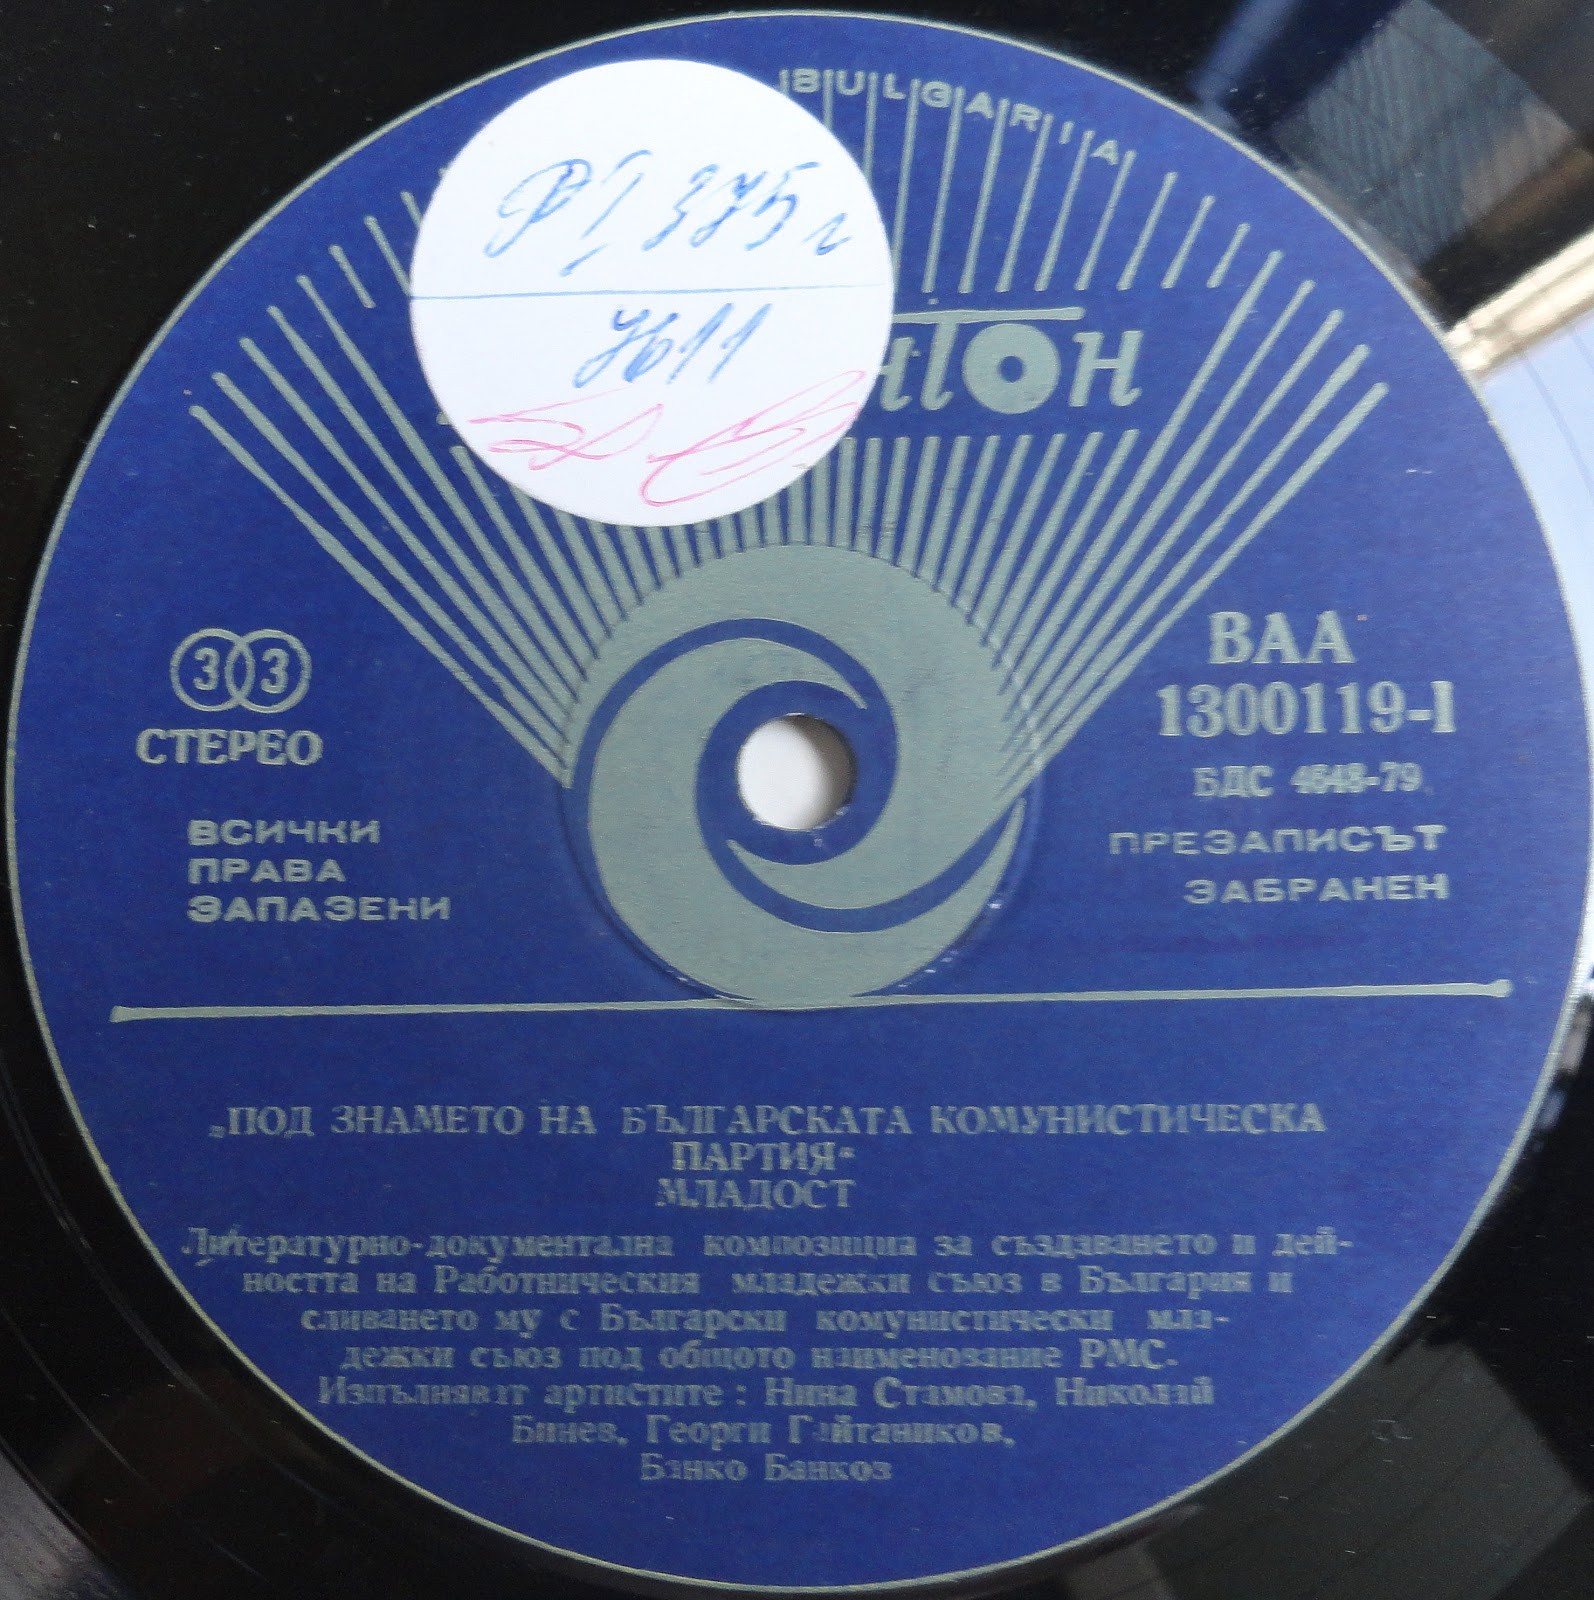 BULGARIA
нтон
33
СТЕРЕО
ВСИЧКИ
ПРАВА
ЗАПАЗЕНИ
ВАА
1300119-I
БДС 4648-79
ПРЕЗАПИСЪТ
ЗАБРАНЕН
„ПОД ЗНАМЕТО НА БЪЛГАРСКАТА КОМУНИСТИЧЕСКА
ПАРТИЯ“
МЛАДОСТ
Литературно-документална композиция за създаването и дей-
ността на Работническия младежки съюз в България и
сливането му с Български комунистически мла-
дежки съюз под общото наименование РМС.
Изпълняват артистите: Нина Стамова, Николай
Бинев, Георги Гайтаников,
Банко Банков